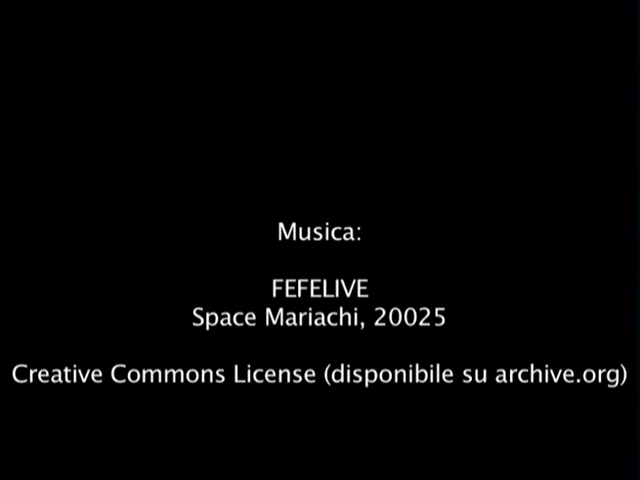 Musica:
FEFELIVE
Space Mariachi, 20025
Creative Commons License (disponibile su archive.org)